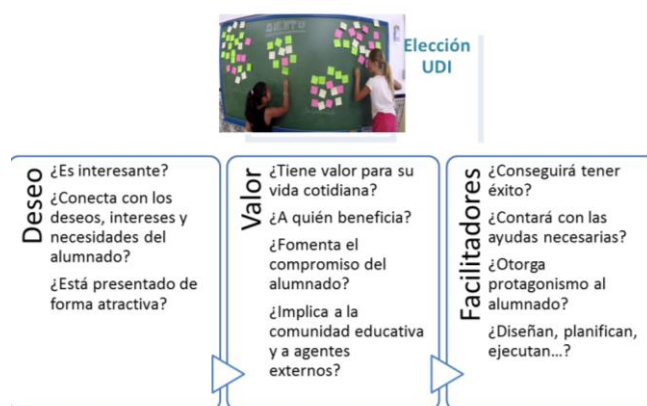 Elección
UDI
Deseo
¿Es interesante?
¿Conecta con los
deseos, intereses y
necesidades del
alumnado?
¿Está presentado de
forma atractiva?
Valor
¿Tiene valor para su
vida cotidiana?
¿A quién beneficia?
¿Fomenta el
compromiso del
alumnado?
¿Implica a la
comunidad educativa
y a agentes
externos?
Facilitadores
¿Conseguirá tener
éxito?
¿Contará con las
ayudas necesarias?
¿Otorga
protagonismo al
alumnado?
¿Diseñan, planifican,
ejecutan...?